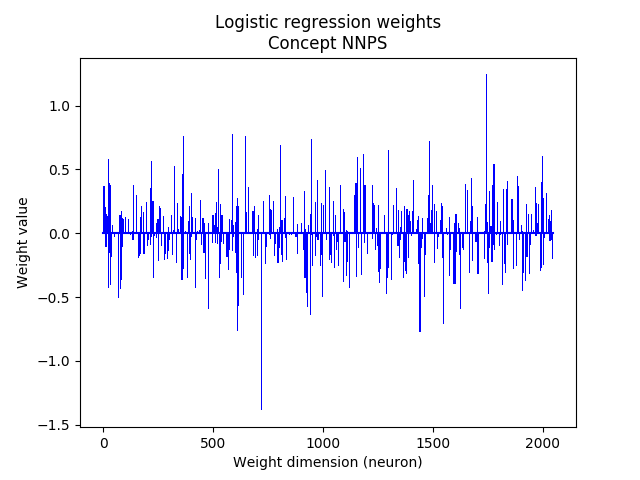 Logistic regression weights
Concept NNPS
1.0
0.5
0.0
−0.5
−1.0
−1.5
Weight value
0
500
1000
1500
2000
Weight dimension (neuron)